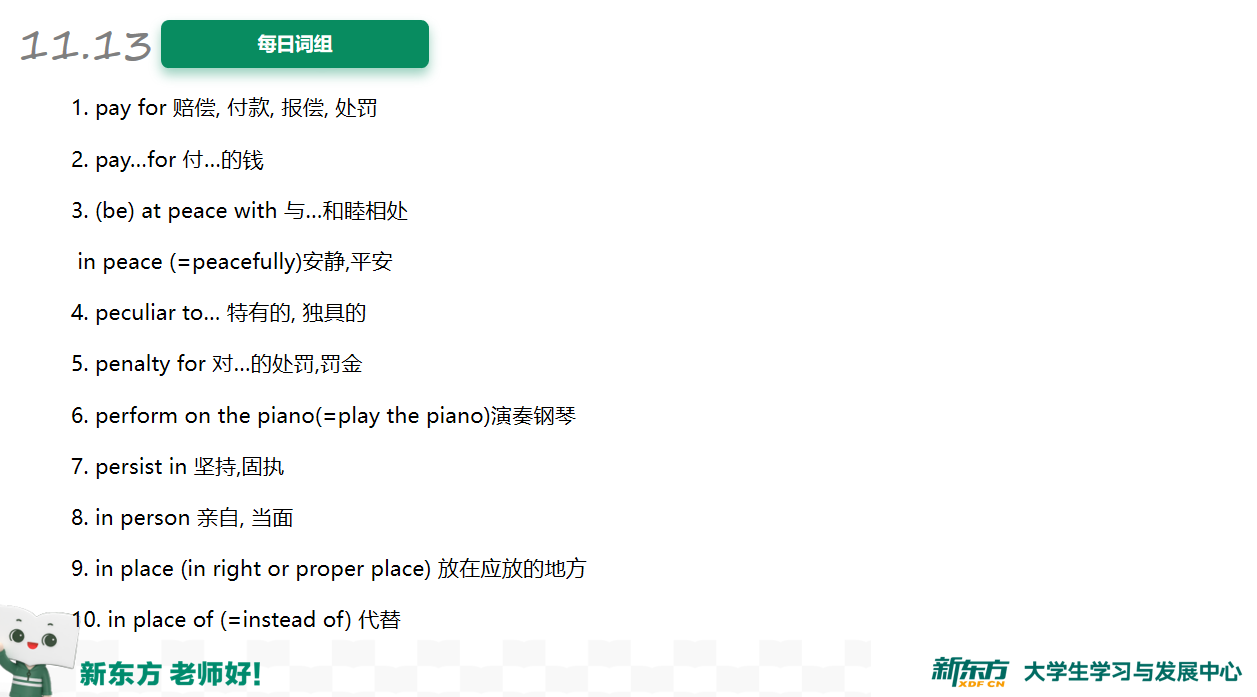 11.13 每日词组
1. pay for 赔偿, 付款, 报偿, 处罚
2. pay…for 付…的钱
3. (be) at peace with 与…和睦相处
in peace (=peacefully)安静,平安
4. peculiar to… 特有的, 独具的
5. penalty for 对…的处罚,罚金
6. perform on the piano(=play the piano)演奏钢琴
7. persist in 坚持,固执
8. in person 亲自, 当面
9. in place (in right or proper place) 放在应放的地方
10. in place of (=instead of) 代替
新东方 老师好!
新东方 XDF.CN 大学生学习与发展中心